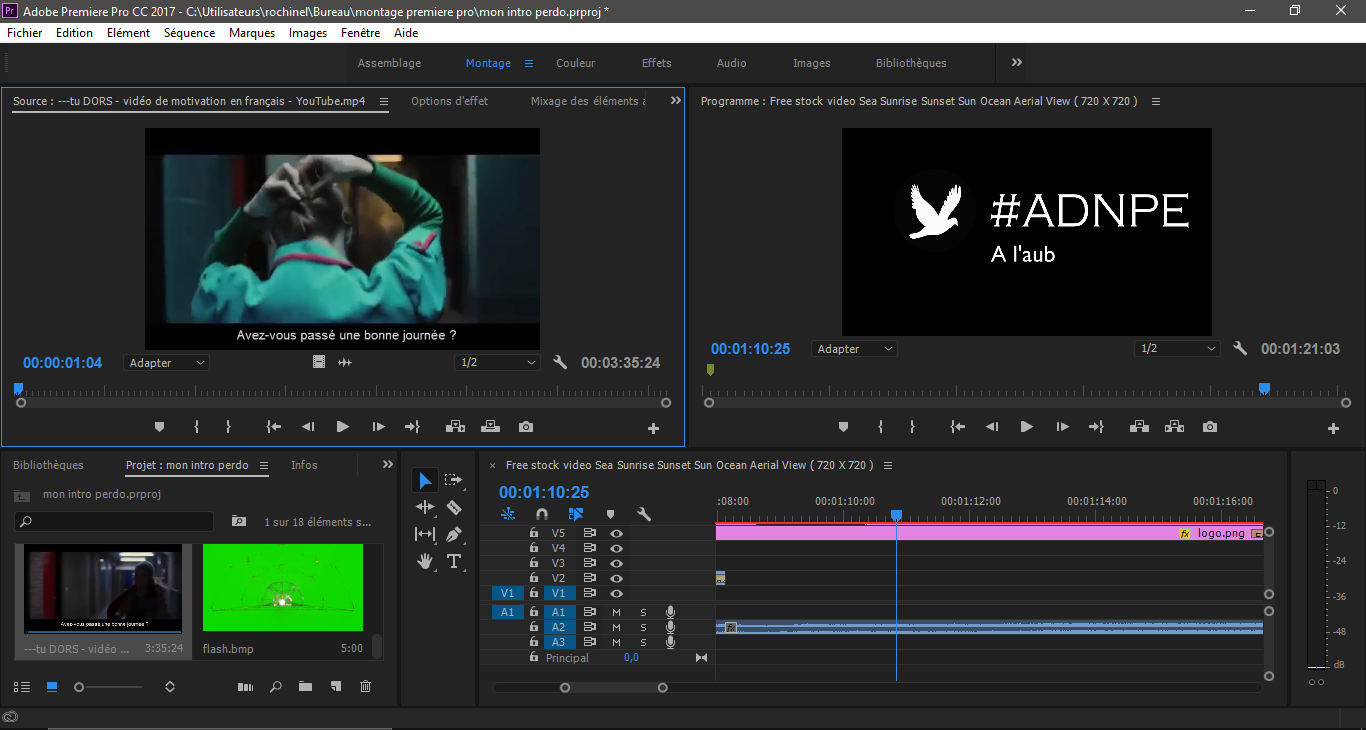 Pr Adobe Premiere Pro CC 2017 - C:\Utilisateurs\rochinel\Bureau\montage premiere pro\mon intro perdo.prproj *
Fichier Edition Elément Séquence Marques Images Fenêtre Aide
Assemblage Montage Couleur Effets Audio Images Bibliothèques
Source : ---tu DORS - vidéo de motivation en français - YouTube.mp4 Options d'effet Mixage des éléments a
Avez-vous passé une bonne journée ?
00:00:01:04 Adapter 1/2 00:03:35:24
Programme : Free stock video Sea Sunrise Sunset Sun Ocean Aerial View ( 720 X 720 )
#ADNPE
A l'aub
00:01:10:25 Adapter 1/2 00:01:21:03
Bibliothèques Projet : mon intro perdo Infos
mon intro perdo.prproj
1 sur 18 éléments s...
Avez-vous passé une bonne journée ?
---tu DORS - vidéo ... 3:35:24
flash.bmp 5:00
× Free stock video Sea Sunrise Sunset Sun Ocean Aerial View ( 720 X 720 )
00:01:10:25
:08:00 00:01:10:00 00:01:12:00 00:01:14:00 00:01:16:00
V5 fx logo.png
V4
V3
V2
V1 V1
A1 A1 M S
A2 M S fx
A3 M S
Principal 0,0
0
-12
-24
-36
-48
dB